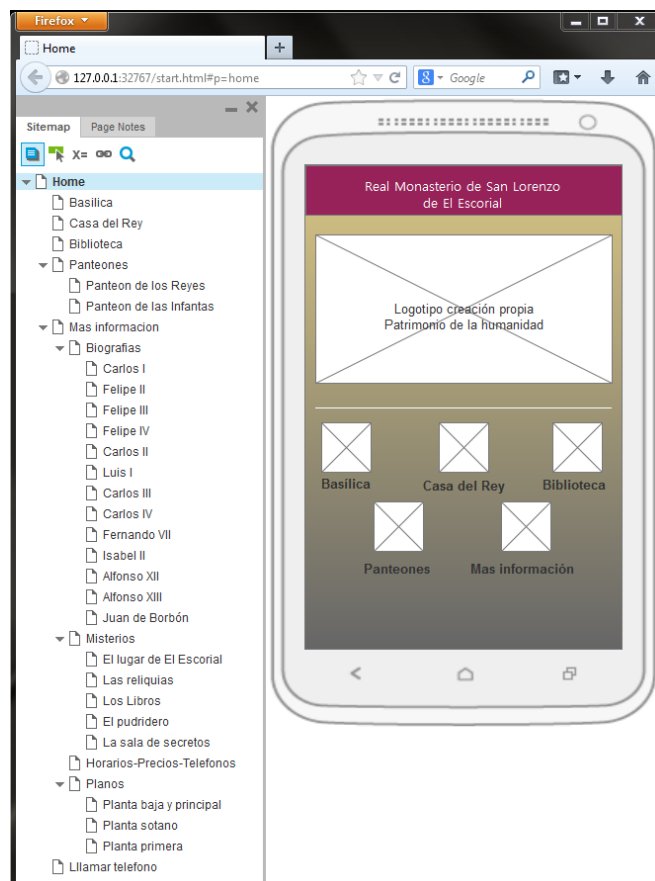 Firefox
Home
127.0.0.1:32767/start.html#p=home
Google
Sitemap
Page Notes
X=
Home
Basilica
Casa del Rey
Biblioteca
Panteones
Panteon de los Reyes
Panteon de las Infantas
Mas informacion
Biografias
Carlos I
Felipe II
Felipe III
Felipe IV
Carlos II
Luis I
Carlos III
Carlos IV
Fernando VII
Isabel II
Alfonso XII
Alfonso XIII
Juan de Borbón
Misterios
El lugar de El Escorial
Las reliquias
Los Libros
El pudridero
La sala de secretos
Horarios-Precios-Telefonos
Planos
Planta baja y principal
Planta sotano
Planta primera
Lllamar telefono
Real Monasterio de San Lorenzo
de El Escorial
Logotipo creación propia
Patrimonio de la humanidad
Basílica
Casa del Rey
Biblioteca
Panteones
Mas información